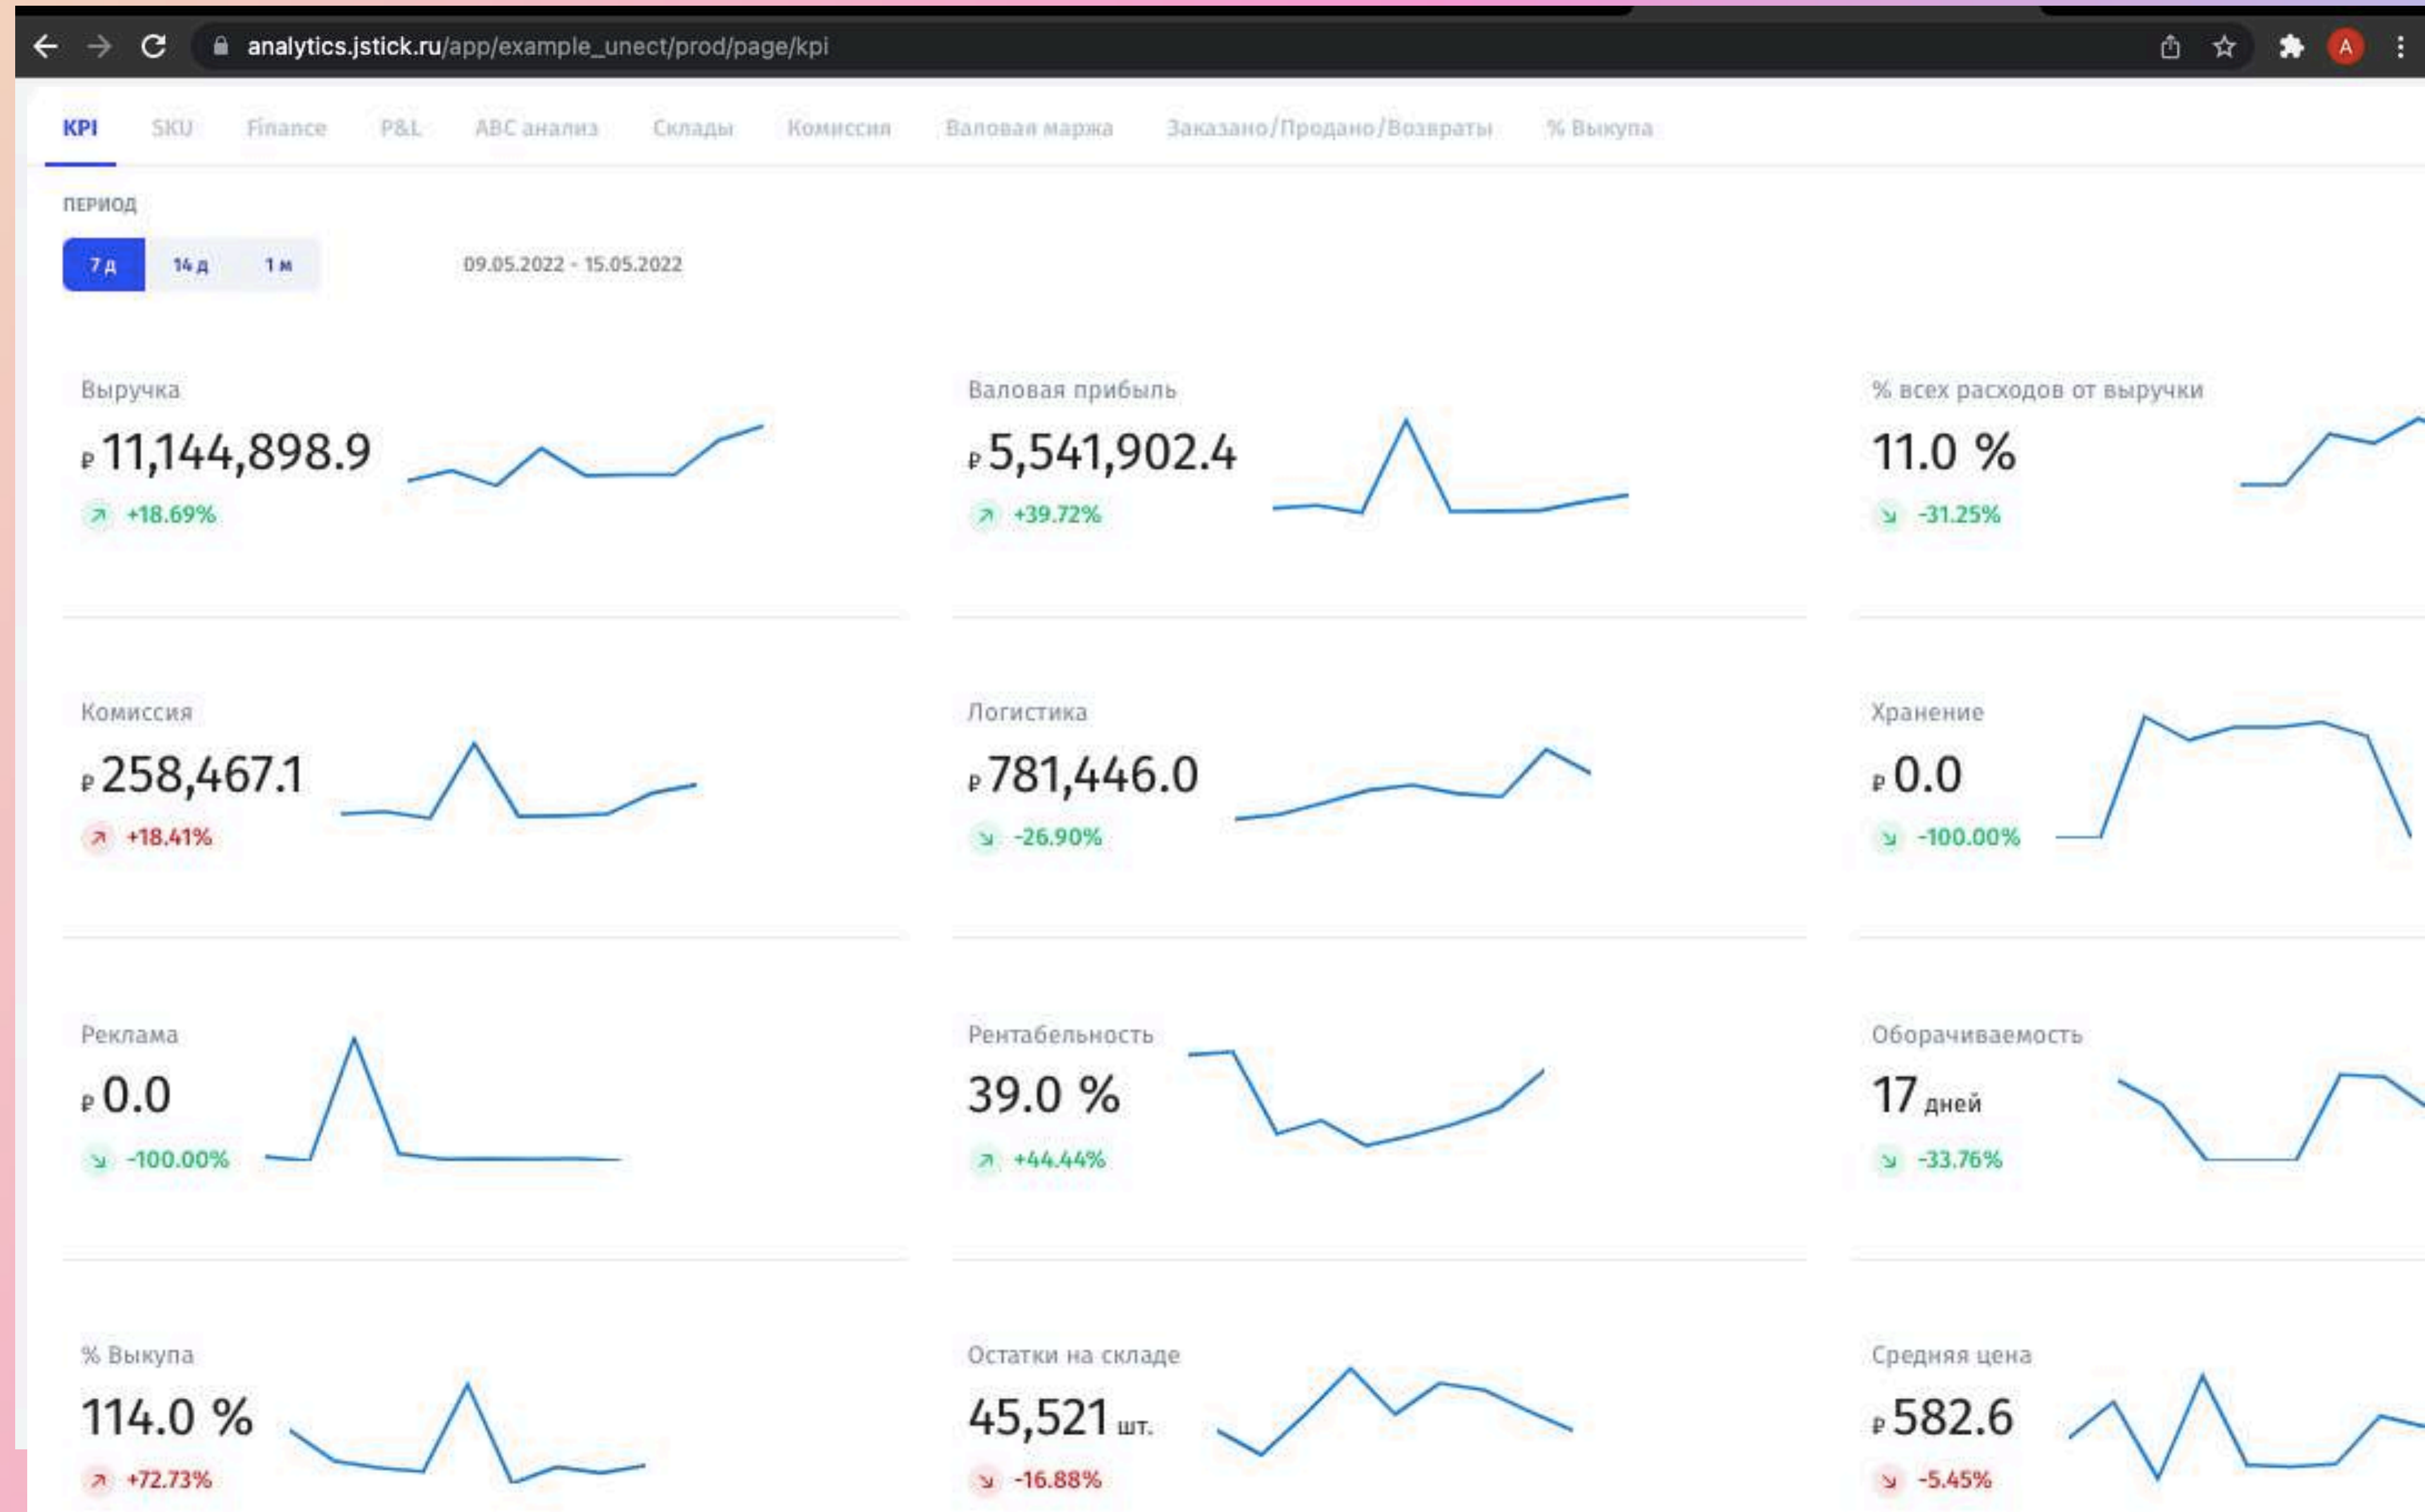 analytics.jstick.ru/app/example_unect/prod/page/kpi
A
KPI SKU Finance P&L ABC анализ Склады Комиссия Валовая маржа Заказано/Продано/Возвраты % Выкупа
ПЕРИОД
7 д 14 д 1 м 09.05.2022 - 15.05.2022
Выручка
₽ 11,144,898.9
+18.69%
Валовая прибыль
₽ 5,541,902.4
+39.72%
% всех расходов от выручки
11.0 %
-31.25%
Комиссия
₽ 258,467.1
+18.41%
Логистика
₽ 781,446.0
-26.90%
Хранение
₽ 0.0
-100.00%
Реклама
₽ 0.0
-100.00%
Рентабельность
39.0 %
+44.44%
Оборачиваемость
17 дней
-33.76%
% Выкупа
114.0 %
+72.73%
Остатки на складе
45,521 шт.
-16.88%
Средняя цена
₽ 582.6
-5.45%